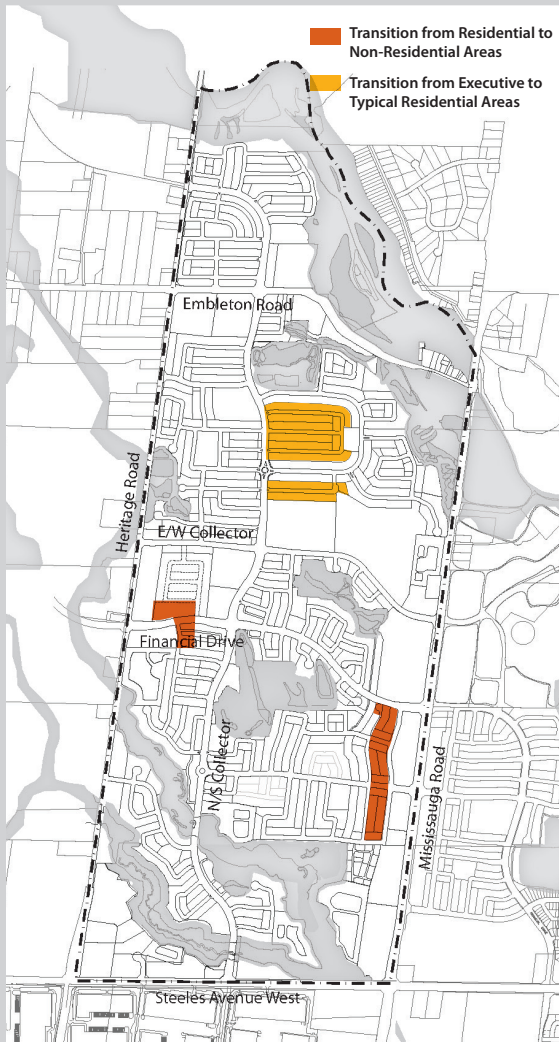 Transition from Residential to
Non-Residential Areas
Transition from Executive to
Typical Residential Areas
Embleton Road
Heritage Road
E/W Collector
Financial Drive
N/S Collector
Mississauga Road
Steeles Avenue West